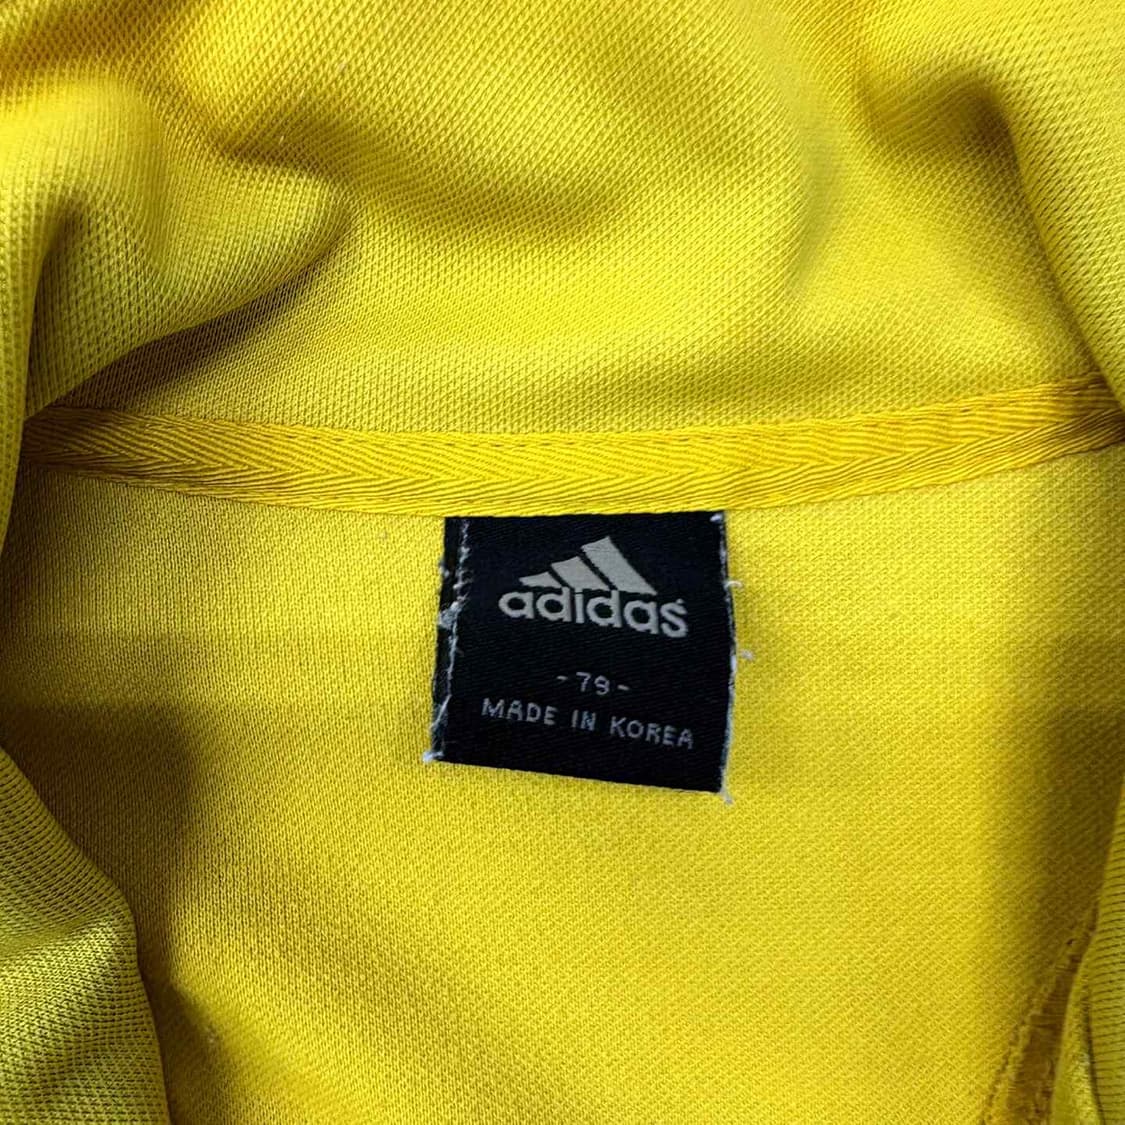 adidas
-79-
MADE IN KOREA